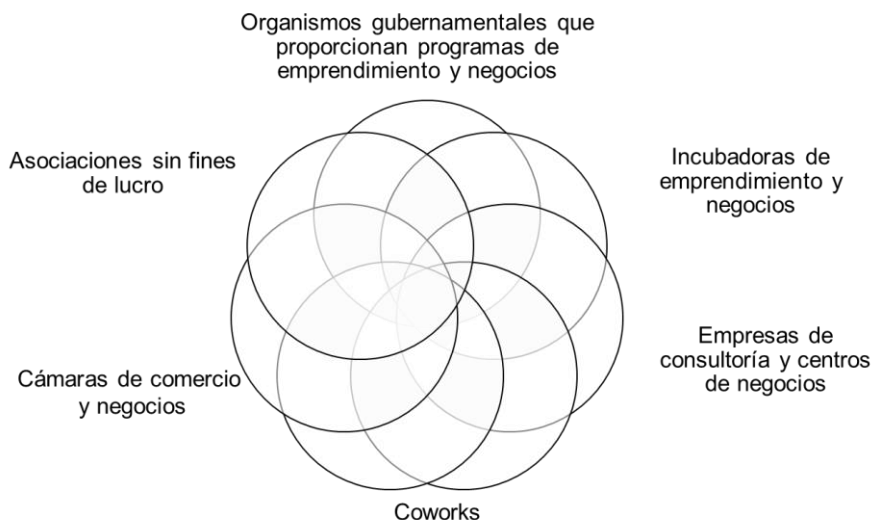 Organismos gubernamentales que
proporcionan programas de
emprendimiento y negocios
Asociaciones sin fines
de lucro
Incubadoras de
emprendimiento y
negocios
Cámaras de comercio
y negocios
Empresas de
consultoría y centros
de negocios
Coworks